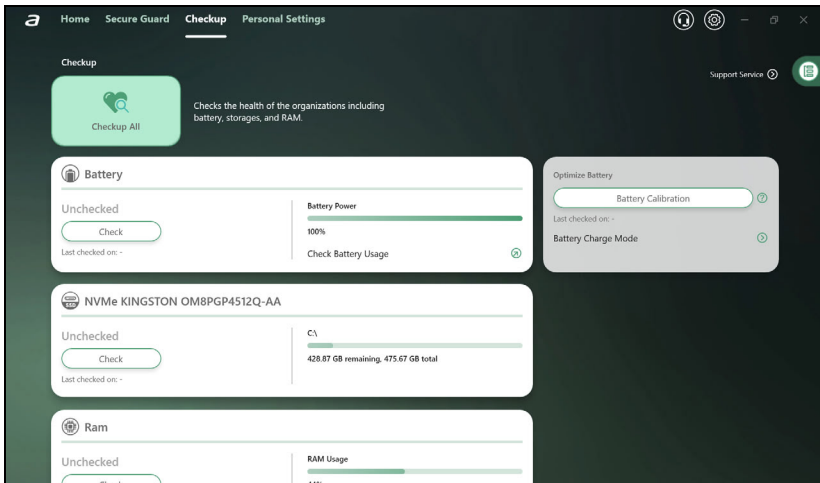 a
Home Secure Guard Checkup Personal Settings
Checkup
Support Service
Checkup All
Checks the health of the organizations including
battery, storages, and RAM.
Battery
Unchecked
Check
Last checked on: -
Battery Power
100%
Check Battery Usage
Optimize Battery
Battery Calibration
?
Last checked on: -
Battery Charge Mode
SSD
NVMe KINGSTON OM8PGP4512Q-AA
Unchecked
Check
Last checked on: -
C:\
428.87 GB remaining, 475.67 GB total
Ram
Unchecked
RAM Usage